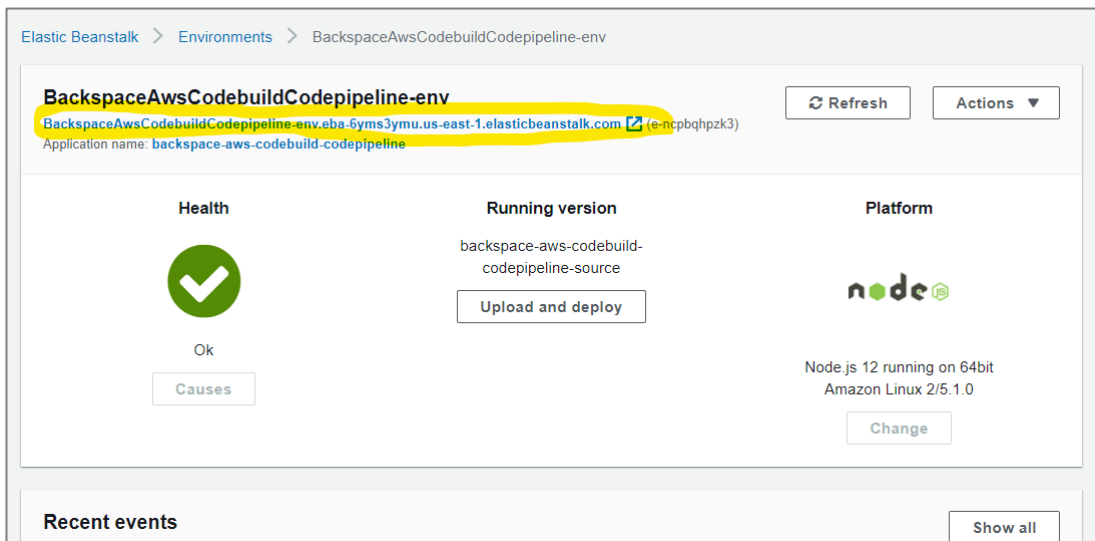 Elastic Beanstalk > Environments > BackspaceAwsCodebuildCodepipeline-env
BackspaceAwsCodebuildCodepipeline-env
Refresh
Actions ▼
BackspaceAwsCodebuildCodepipeline-env.eba-6yms3ymu.us-east-1.elasticbeanstalk.com (e-ncpbqhpzk3)
Application name: backspace-aws-codebuild-codepipeline
Health
Running version
Platform
backspace-aws-codebuild-
codepipeline-source
Upload and deploy
node JS
Ok
Causes
Node.js 12 running on 64bit
Amazon Linux 2/5.1.0
Change
Recent events
Show all